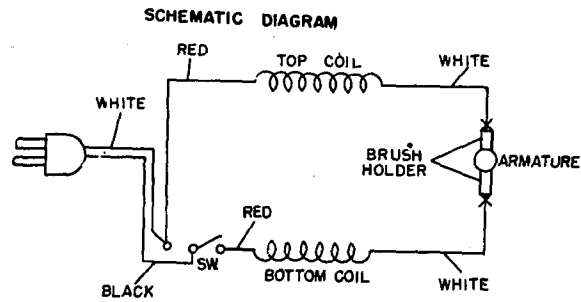 SCHEMATIC DIAGRAM
RED
TOP COIL
WHITE
WHITE
BRUSH
HOLDER
ARMATURE
RED
SW.
BOTTOM COIL
BLACK
WHITE